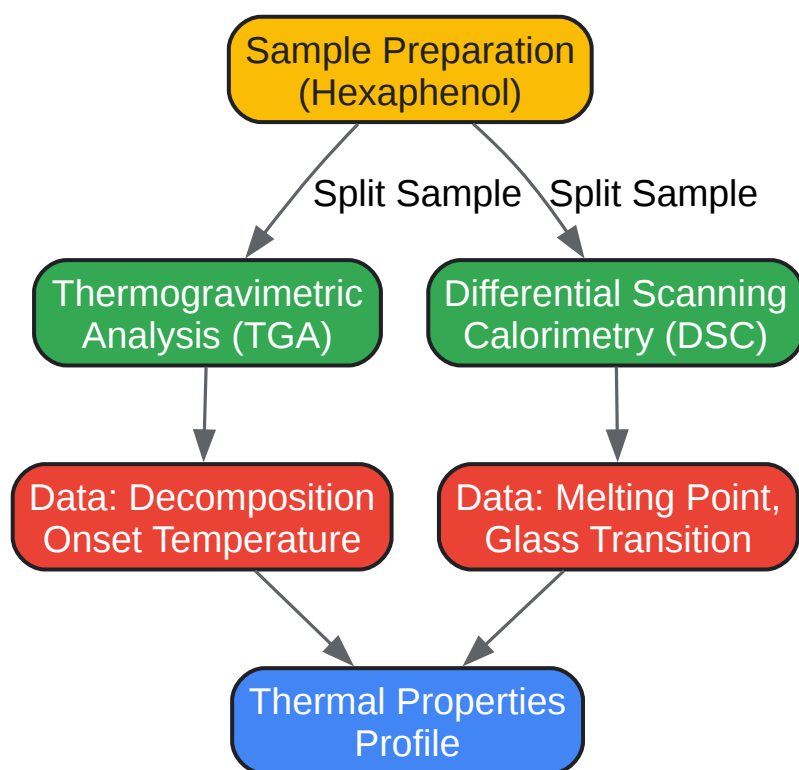 Sample Preparation
(Hexaphenol)
Split Sample
Split Sample
Thermogravimetric
Analysis (TGA)
Differential Scanning
Calorimetry (DSC)
Data: Decomposition
Onset Temperature
Data: Melting Point,
Glass Transition
Thermal Properties
Profile